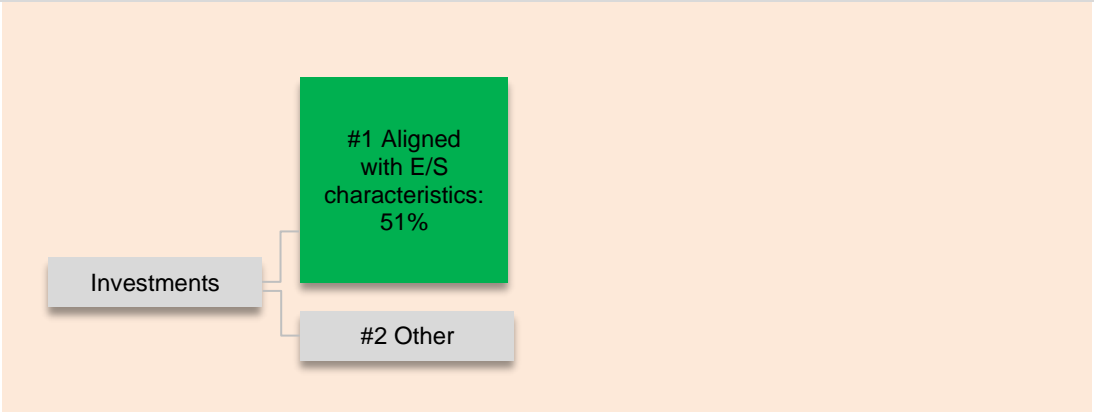 #1 Aligned
with E/S
characteristics:
51%
Investments
#2 Other